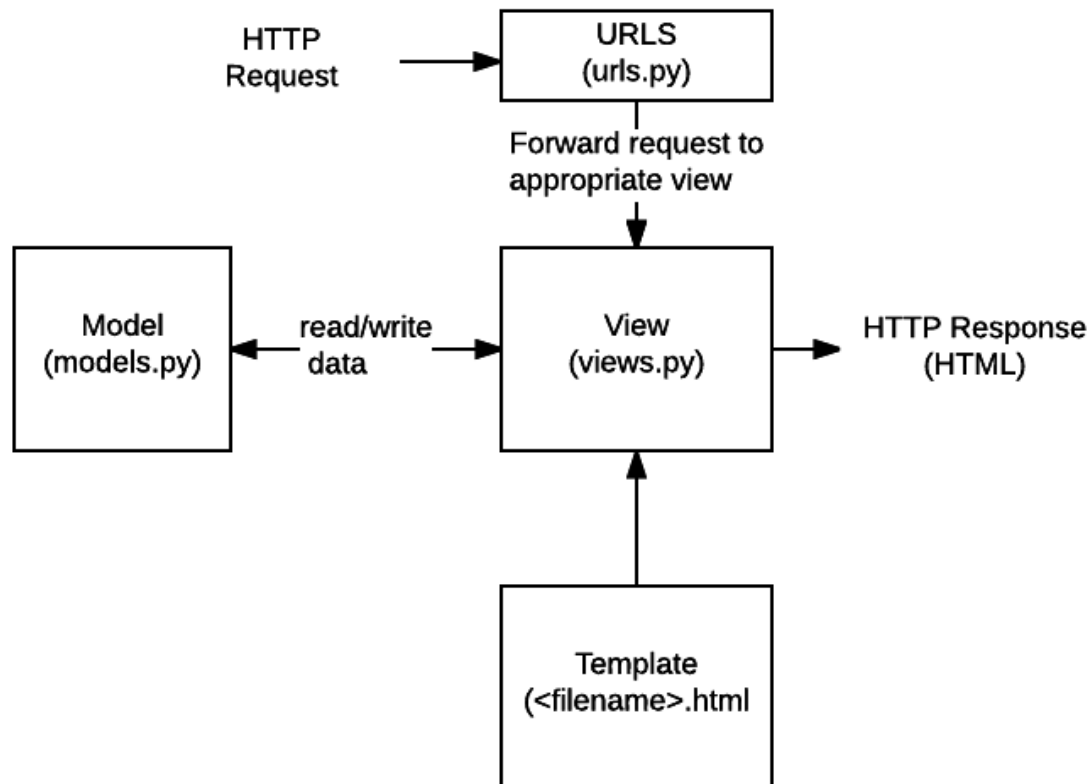 HTTP
Request
URLS
(urls.py)
Forward request to
appropriate view
Model
(models.py)
read/write
data
View
(views.py)
HTTP Response
(HTML)
Template
(<filename>.html